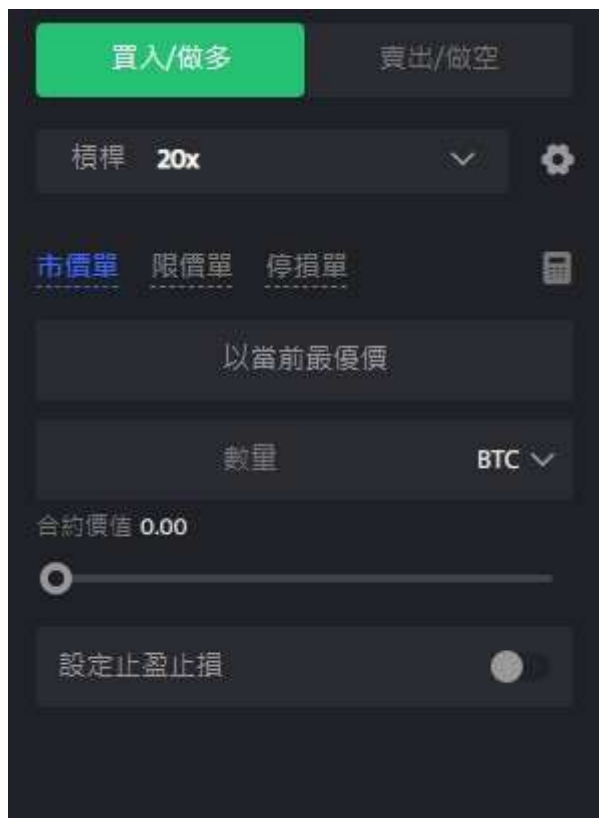 買入/做多 賣出/做空
槓桿 20x
市價單 限價單 停損單
以當前最優價
數量 BTC
合約價值 0.00
設定止盈止損